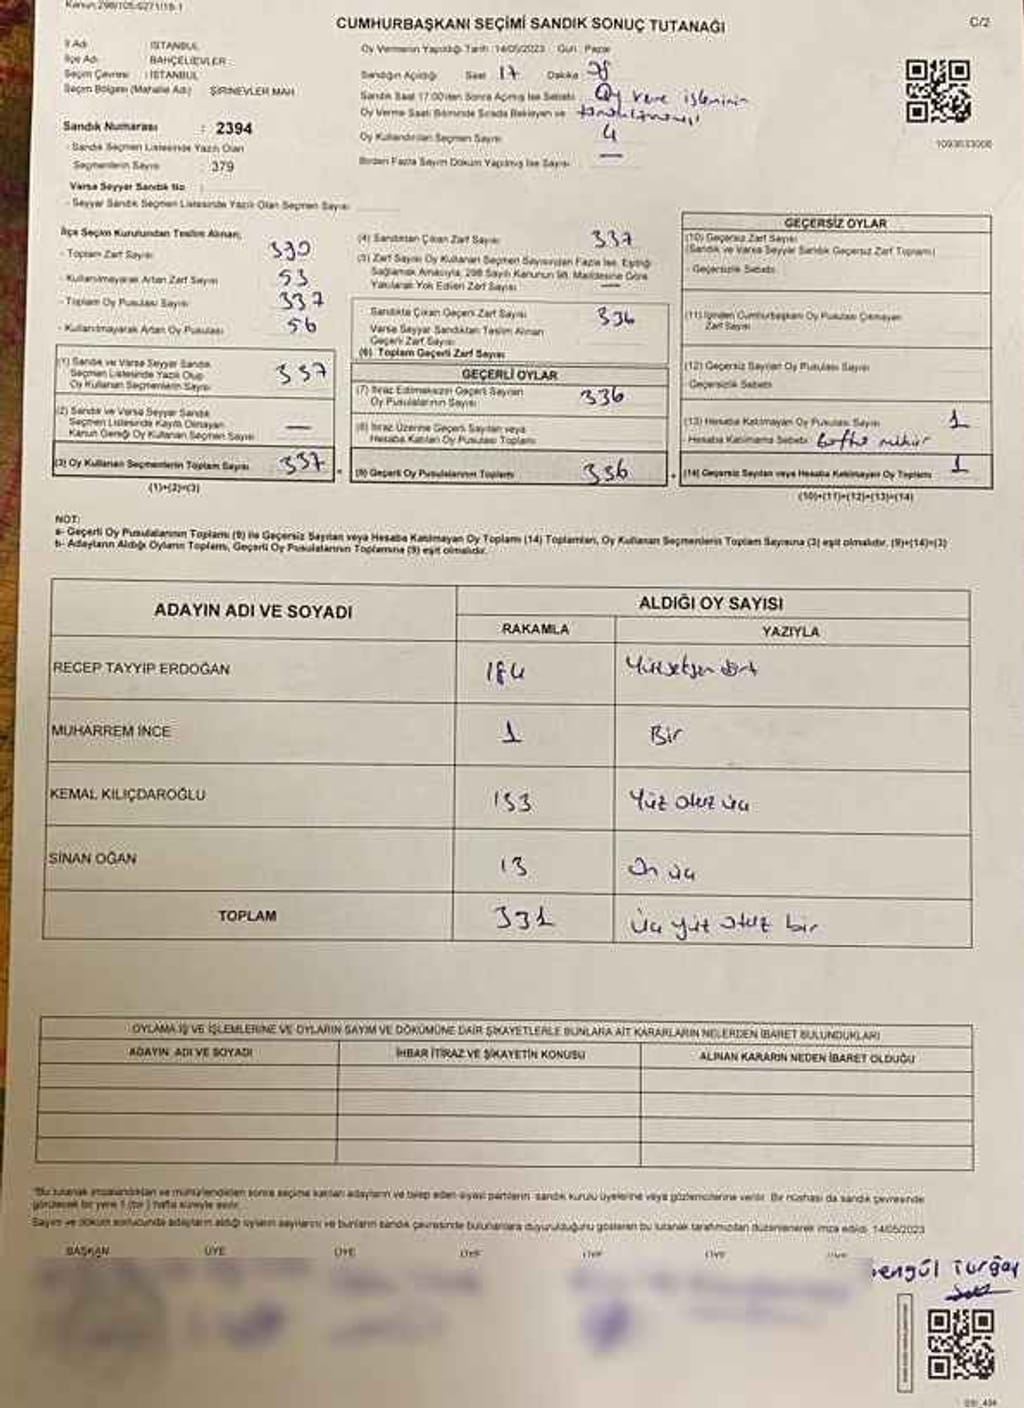 Kanun:298/105-6271/18-1
CUMHURBAŞKANI SEÇİMİ SANDIK SONUÇ TUTANAĞI
C/2
İl Adı : İSTANBUL
İlçe Adı : BAHÇELİEVLER
Seçim Çevresi : İSTANBUL
Seçim Bölgesi (Mahalle Adı) : ŞİRİNEVLER MAH
Sandık Numarası : 2394
- Sandık Seçmen Listesinde Yazılı Olan
Seçmenlerin Sayısı : 379
Varsa Seyyar Sandık No :
- Seyyar Sandık Seçmen Listesinde Yazılı Olan Seçmen Sayısı
Oy Vermenin Yapıldığı Tarih :14/05/2023 Gün : Pazar
Sandığın Açıldığı Saat 17 Dakika
Sandık Saat 17:00'den Sonra Açılmış İse Sebebi: Oy verme işleminin
Oy Verme Saati Bitiminde Sırada Bekleyen ve
Oy Kullandırılan Seçmen Sayısı 4
Birden Fazla Sayım Döküm Yapılmış İse Sayısı —
1093633008
İlçe Seçim Kurulundan Teslim Alınan;
- Toplam Zarf Sayısı 390
- Kullanılmayarak Artan Zarf Sayısı 53
- Toplam Oy Pusulası Sayısı 337
- Kullanılmayarak Artan Oy Pusulası 56
(1) Sandık ve Varsa Seyyar Sandık
Seçmen Listesinde Yazılı Olup
Oy Kullanan Seçmenlerin Sayısı 337
(2) Sandık ve Varsa Seyyar Sandık
Seçmen Listesinde Kayıtlı Olmayan
Kanun Gereği Oy Kullanan Seçmen Sayısı —
(3) Oy Kullanan Seçmenlerin Toplam Sayısı 337
(1)+(2)=(3)
(4) Sandıktan Çıkan Zarf Sayısı 337
(5) Zarf Sayısı Oy Kullanan Seçmen Sayısından Fazla İse, Eşitliği
Sağlamak Amacıyla, 298 Sayılı Kanunun 98. Maddesine Göre
Yakılarak Yok Edilen Zarf Sayısı —
Sandıkta Çıkan Geçerli Zarf Sayısı 336
Varsa Seyyar Sandıktan Teslim Alınan
Geçerli Zarf Sayısı
(6) Toplam Geçerli Zarf Sayısı
GEÇERLİ OYLAR
(7) İtiraz Edilmeksizin Geçerli Sayılan
Oy Pusulalarının Sayısı 336
(8) İtiraz Üzerine Geçerli Sayılan veya
Hesaba Katılan Oy Pusulası Toplamı
(9) Geçerli Oy Pusulalarının Toplamı 336
GEÇERSİZ OYLAR
(10) Geçersiz Zarf Sayısı
(Sandık ve Varsa Seyyar Sandık Geçersiz Zarf Toplamı)
- Geçersizlik Sebebi:
(11) İçinden Cumhurbaşkanı Oy Pusulası Çıkmayan
Zarf Sayısı
(12) Geçersiz Sayılan Oy Pusulası Sayısı
- Geçersizlik Sebebi:
(13) Hesaba Katılmayan Oy Pusulası Sayısı 1
- Hesaba Katılmama Sebebi:
(14) Geçersiz Sayılan veya Hesaba Katılmayan Oy Toplamı 1
(10)+(11)+(12)+(13)=(14)
NOT:
a- Geçerli Oy Pusulalarının Toplamı (9) ile Geçersiz Sayılan veya Hesaba Katılmayan Oy Toplamı (14) Toplamları, Oy Kullanan Seçmenlerin Toplam Sayısına (3) eşit olmalıdır. (9)+(14)=(3)
b- Adayların Aldığı Oyların Toplamı, Geçerli Oy Pusulalarının Toplamına (9) eşit olmalıdır.
ADAYIN ADI VE SOYADI
ALDIĞI OY SAYISI
RAKAMLA YAZIYLA
RECEP TAYYIP ERDOĞAN 184 Yüzseksen dört
MUHARREM İNCE 1 Bir
KEMAL KILIÇDAROĞLU 133 Yüz otuz üç
SİNAN OĞAN 13 On üç
TOPLAM 331 Üç yüz otuz bir
OYLAMA İŞ VE İŞLEMLERİNE VE OYLARIN SAYIM VE DÖKÜMÜNE DAİR ŞİKAYETLERLE BUNLARA AİT KARARLARIN NELERDEN İBARET BULUNDUKLARI
ADAYIN ADI VE SOYADI İHBAR İTİRAZ VE ŞİKAYETİN KONUSU ALINAN KARARIN NEDEN İBARET OLDUĞU
"Bu tutanak imzalandıktan ve mühürlendikten sonra seçime katılan adayların ve talep eden siyasi partilerin sandık kurulu üyelerine veya gözlemcilerine verilir. Bir nüshası da sandık çevresinde
görülecek bir yere 1 (bir) hafta süreyle asılır.
Sayım ve döküm sonucunda adayların aldığı oyların sayılarını ve bunların sandık çevresinde bulunanlara duyurulduğunu gösteren bu tutanak tarafımızdan düzenlenerek imza edildi. 14/05/2023
BAŞKAN ÜYE ÜYE ÜYE ÜYE ÜYE ÜYE
Turgay